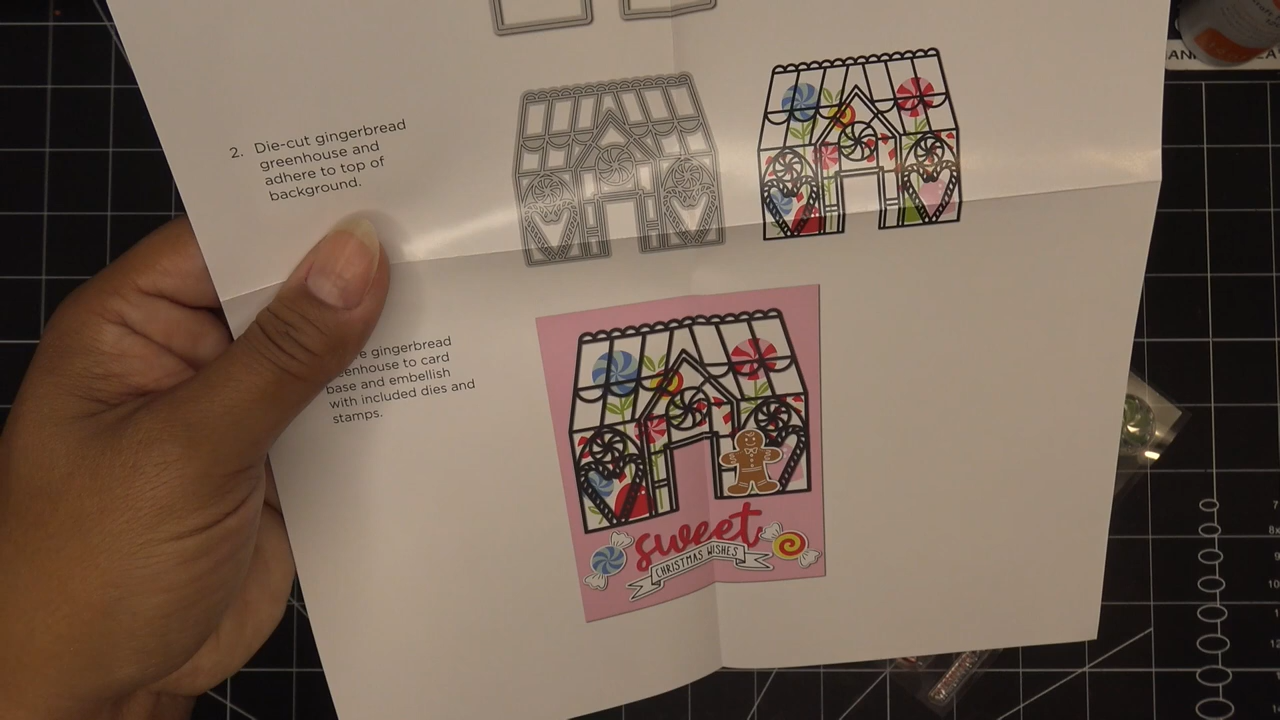 2. Die-cut gingerbread
greenhouse and
adhere to top of
background.
gingerbread
to card
base and embellish
with included dies and
stamps.
sweet
CHRISTMAS WISHES